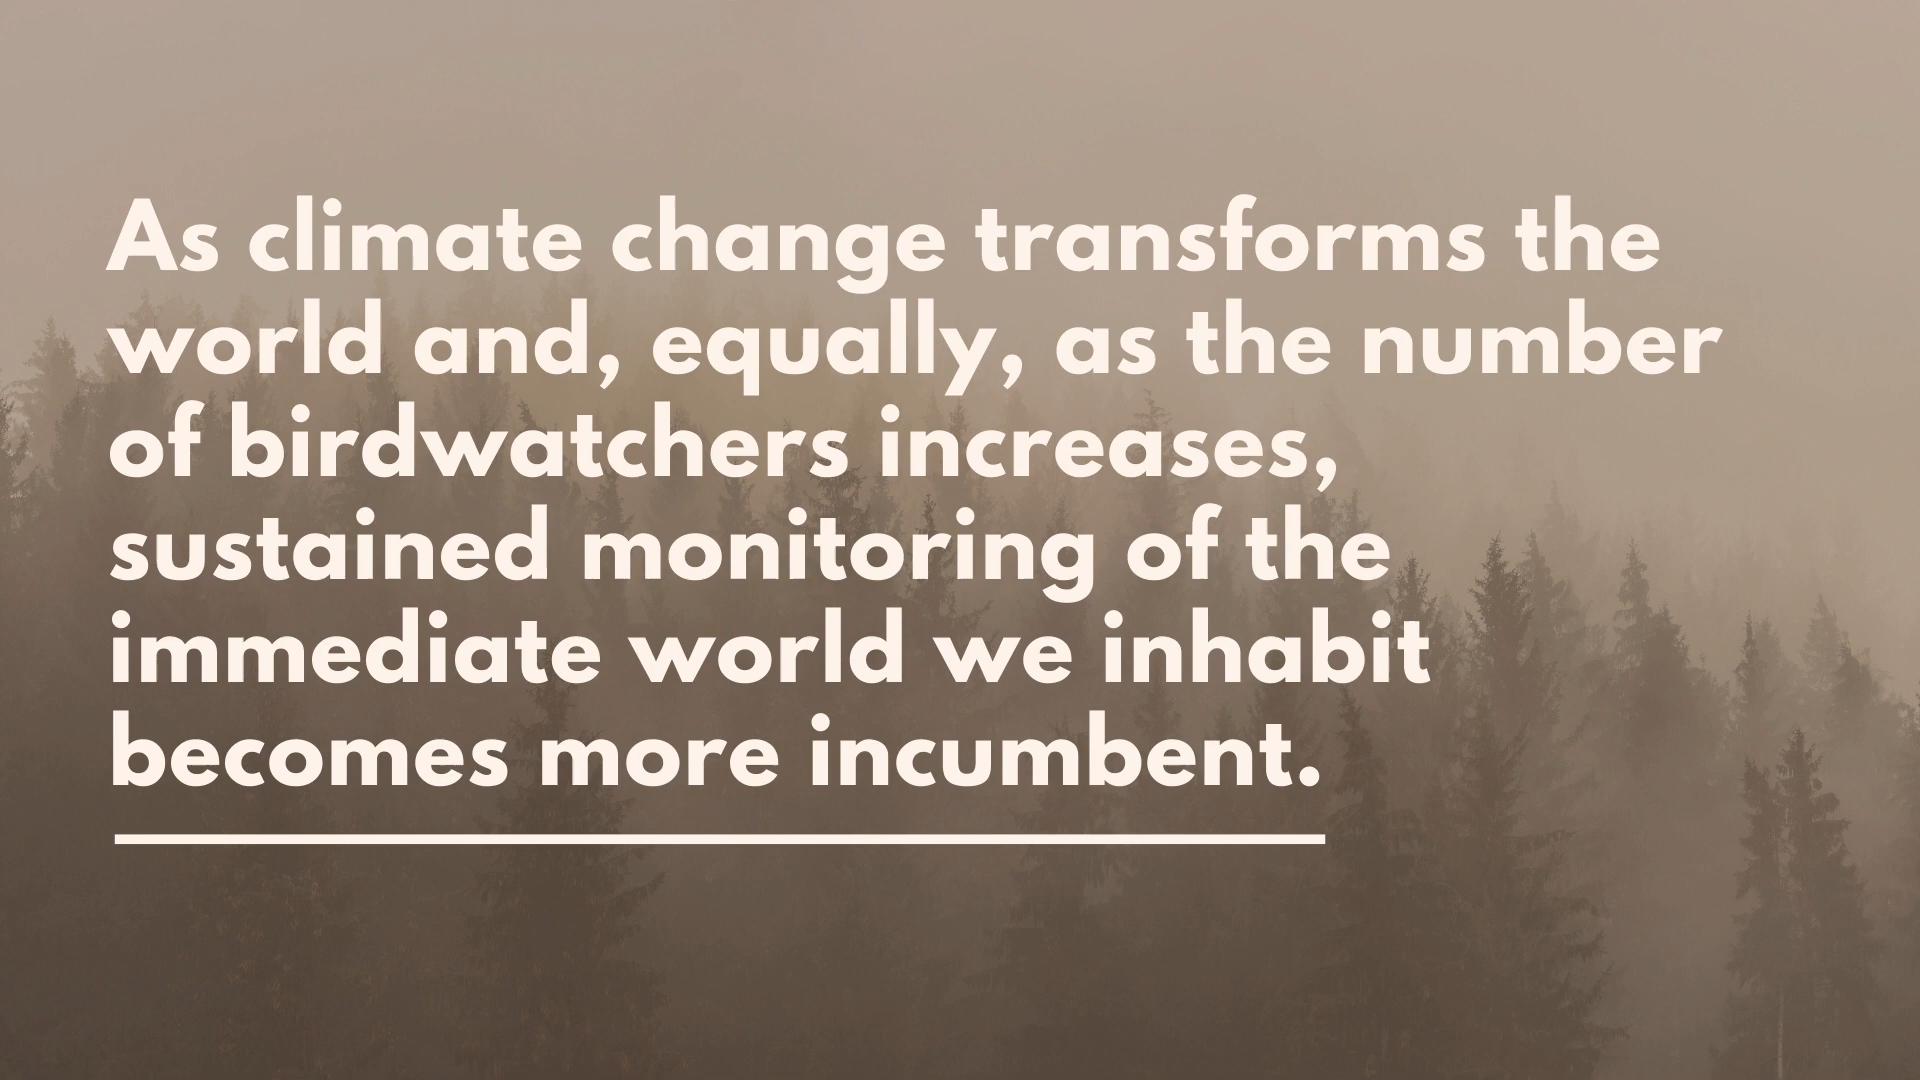 As climate change transforms the
world and, equally, as the number
of birdwatchers increases,
sustained monitoring of the
immediate world we inhabit
becomes more incumbent.